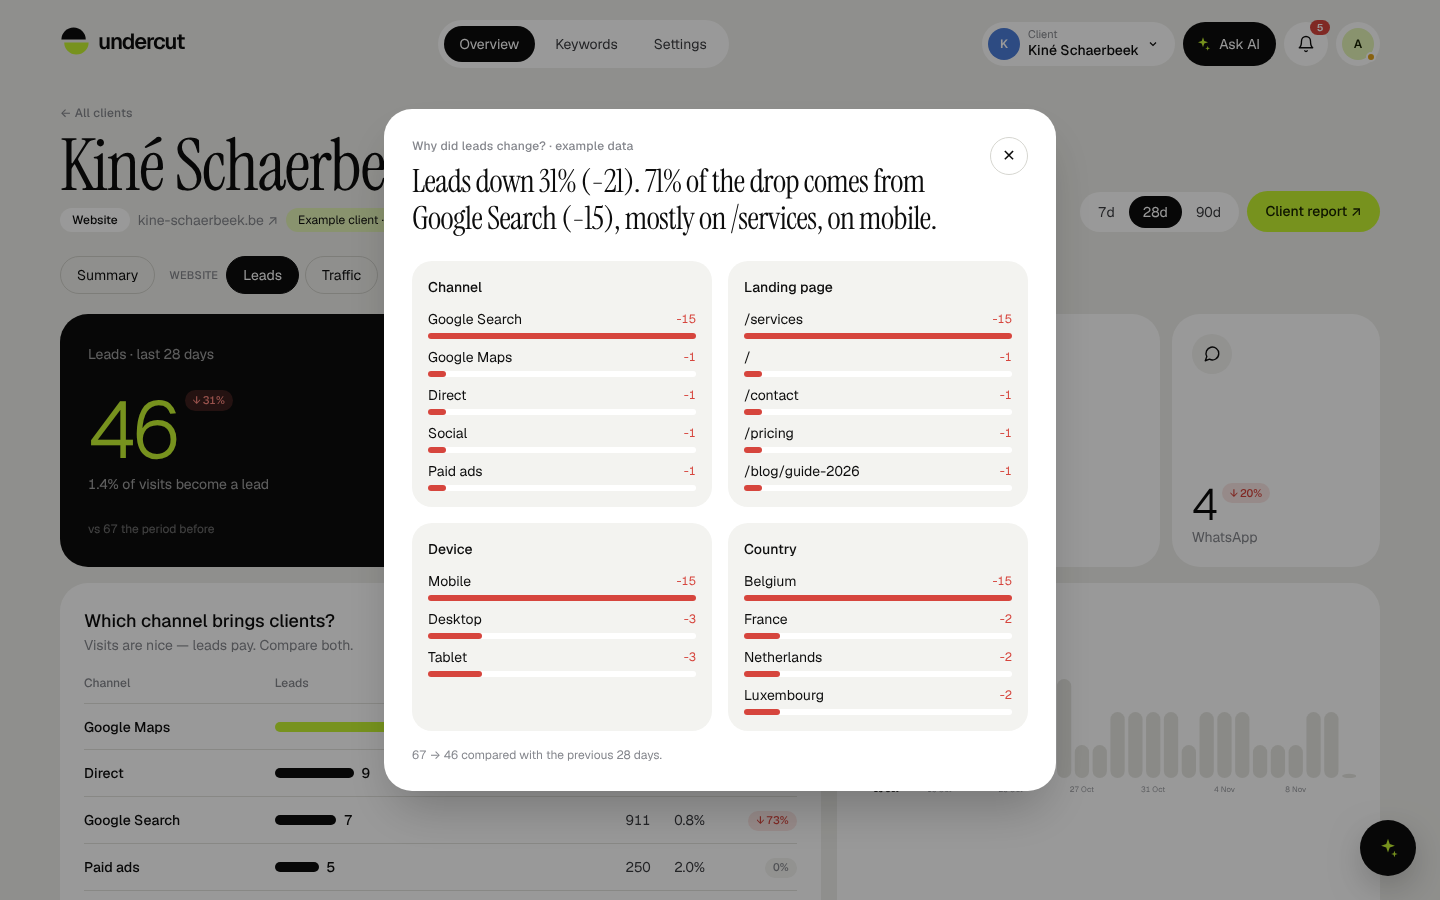 undercut
Overview
Keywords
Settings
K
Client
Kiné Schaerbeek
Ask AI
5
A
← All clients
Kiné Schaerbe
Website
kine-schaerbeek.be ↗
Example client ·
7d
28d
90d
Client report ↗
Summary
WEBSITE
Leads
Traffic
Leads · last 28 days
46
↓ 31%
1.4% of visits become a lead
vs 67 the period before
4
↓ 20%
WhatsApp
Why did leads change? · example data
Leads down 31% (-21). 71% of the drop comes from
Google Search (-15), mostly on /services, on mobile.
Channel
Google Search -15
Google Maps -1
Direct -1
Social -1
Paid ads -1
Landing page
/services -15
/ -1
/contact -1
/pricing -1
/blog/guide-2026 -1
Device
Mobile -15
Desktop -3
Tablet -3
Country
Belgium -15
France -2
Netherlands -2
Luxembourg -2
67 → 46 compared with the previous 28 days.
Which channel brings clients?
Visits are nice — leads pay. Compare both.
Channel Leads
Google Maps
Direct 9
Google Search 7 911 0.8% ↓ 73%
Paid ads 5 250 2.0% 0%
27 Oct 31 Oct 4 Nov 8 Nov